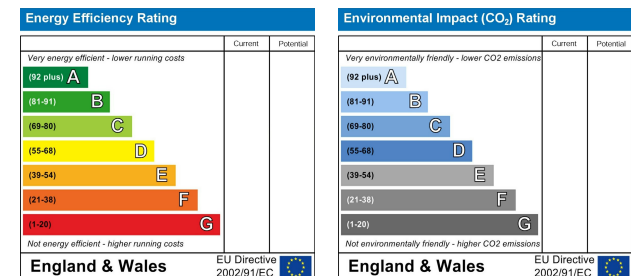 Energy Efficiency Rating
Current Potential
Very energy efficient - lower running costs
(92 plus) A
(81-91) B
(69-80) C
(55-68) D
(39-54) E
(21-38) F
(1-20) G
Not energy efficient - higher running costs
England & Wales
EU Directive
2002/91/EC
Environmental Impact (CO₂) Rating
Current Potential
Very environmentally friendly - lower CO2 emissions
(92 plus) A
(81-91) B
(69-80) C
(55-68) D
(39-54) E
(21-38) F
(1-20) G
Not environmentally friendly - higher CO2 emissions
England & Wales
EU Directive
2002/91/EC